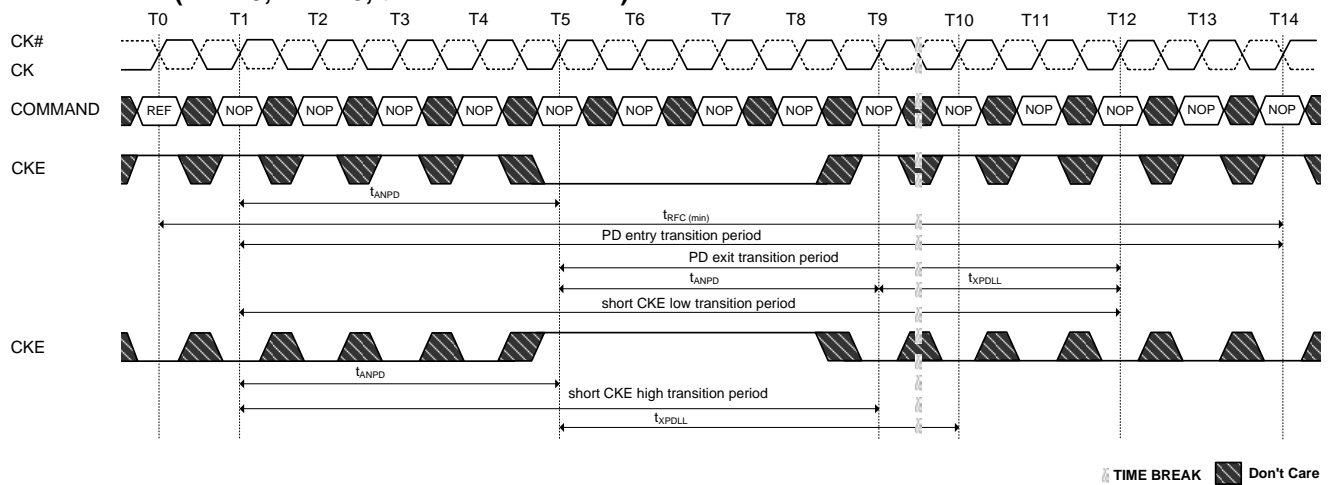 T0 T1 T2 T3 T4 T5 T6 T7 T8 T9 T10 T11 T12 T13 T14
CK#
CK
COMMAND REF NOP NOP NOP NOP NOP NOP NOP NOP NOP NOP NOP NOP NOP NOP
CKE
tANPD
tRFC (min)
PD entry transition period
PD exit transition period
tANPD tXPDLL
short CKE low transition period
CKE
tANPD
short CKE high transition period
tXPDLL
TIME BREAK Don't Care